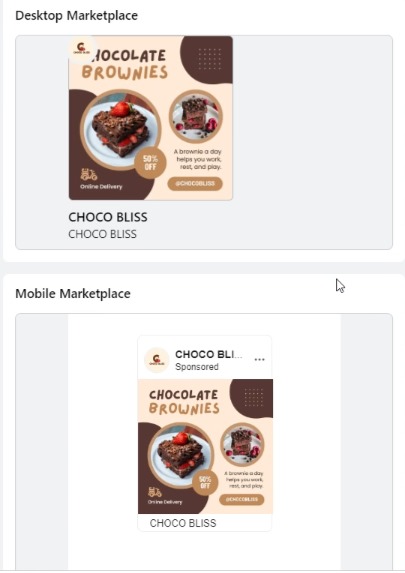 Desktop Marketplace
CHOCOLATE
BROWNIES
50%
OFF
A brownie a day
helps you work,
rest, and play.
Online Delivery
@CHOCOBLISS
CHOCO BLISS
CHOCO BLISS
Mobile Marketplace
CHOCO BLI...
Sponsored
CHOCOLATE
BROWNIES
50%
OFF
A brownie a day
helps you work,
rest, and play.
Online Delivery
@CHOCOBLISS
CHOCO BLISS